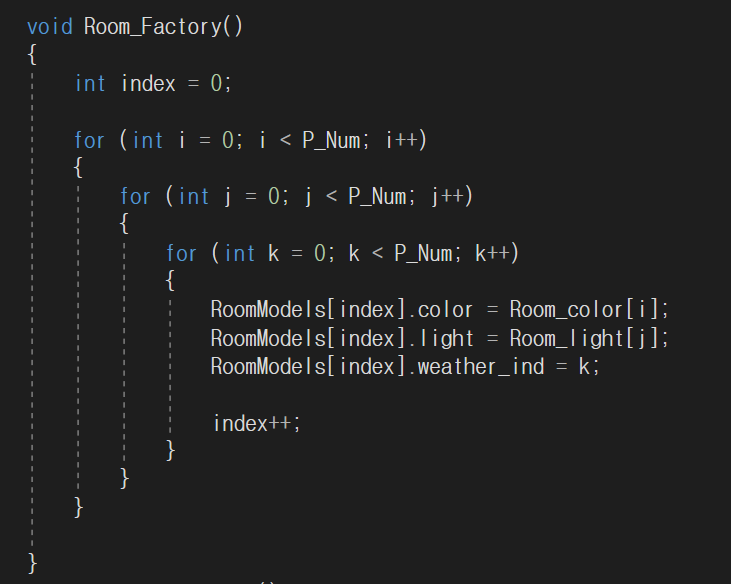 void Room_Factory()
{
int index = 0;
for (int i = 0; i < P_Num; i++)
{
for (int j = 0; j < P_Num; j++)
{
for (int k = 0; k < P_Num; k++)
{
RoomModels[index].color = Room_color[i];
RoomModels[index].light = Room_light[j];
RoomModels[index].weather_ind = k;
index++;
}
}
}
}